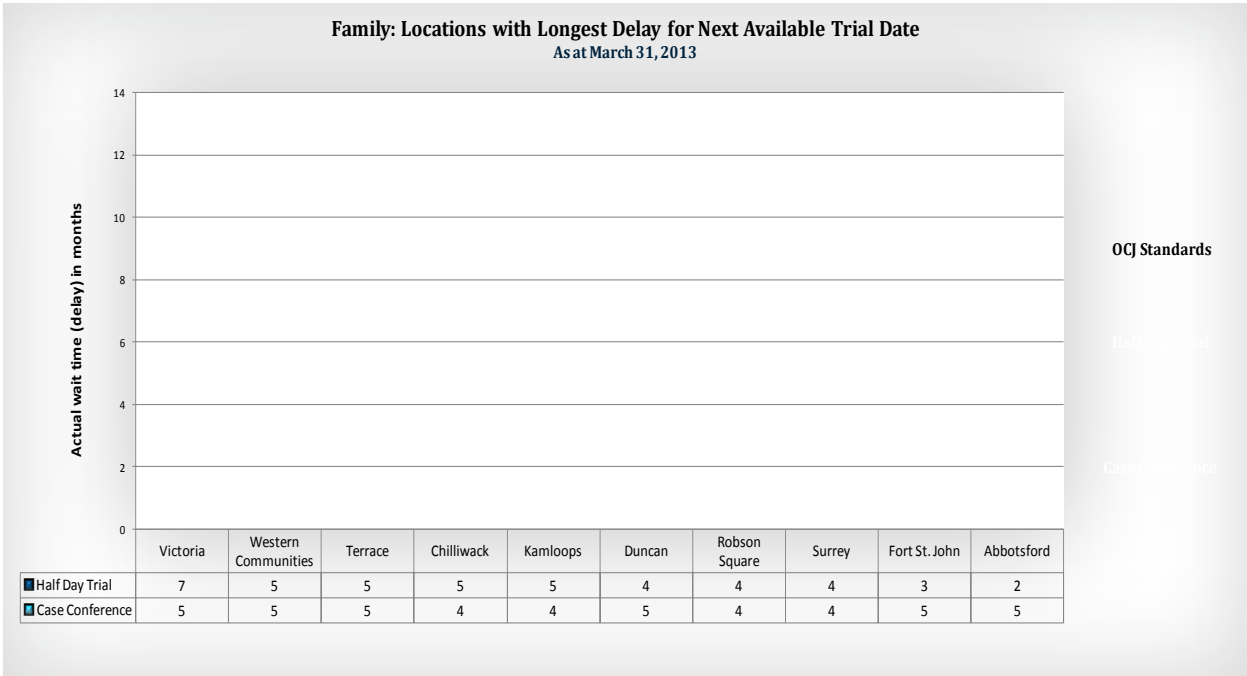 Family: Locations with Longest Delay for Next Available Trial Date
As at March 31, 2013
Actual wait time (delay) in months
14
12
10
8
6
4
2
0
OCJ Standards
Case
Victoria
Western
Communities
Terrace
Chilliwack
Kamloops
Duncan
Robson
Square
Surrey
Fort St. John
Abbotsford
Half Day Trial 7 5 5 5 5 4 4 4 3 2
Case Conference 5 5 5 4 4 5 4 4 5 5